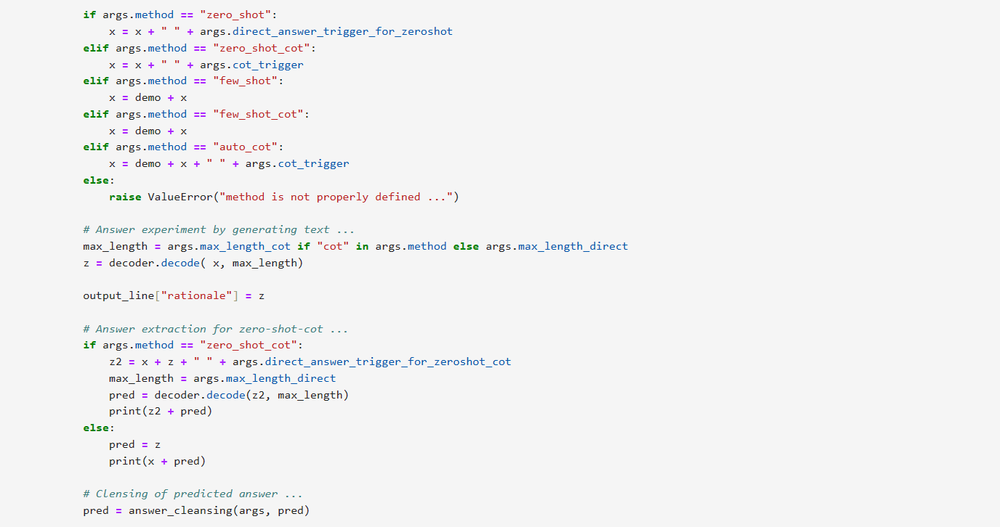 if args.method == "zero_shot":
    x = x + " " + args.direct_answer_trigger_for_zeroshot
elif args.method == "zero_shot_cot":
    x = x + " " + args.cot_trigger
elif args.method == "few_shot":
    x = demo + x
elif args.method == "few_shot_cot":
    x = demo + x
elif args.method == "auto_cot":
    x = demo + x + " " + args.cot_trigger
else:
    raise ValueError("method is not properly defined ...")

# Answer experiment by generating text ...
max_length = args.max_length_cot if "cot" in args.method else args.max_length_direct
z = decoder.decode( x, max_length)

output_line["rationale"] = z

# Answer extraction for zero-shot-cot ...
if args.method == "zero_shot_cot":
    z2 = x + z + " " + args.direct_answer_trigger_for_zeroshot_cot
    max_length = args.max_length_direct
    pred = decoder.decode(z2, max_length)
    print(z2 + pred)
else:
    pred = z
    print(x + pred)

# Clensing of predicted answer ...
pred = answer_cleansing(args, pred)